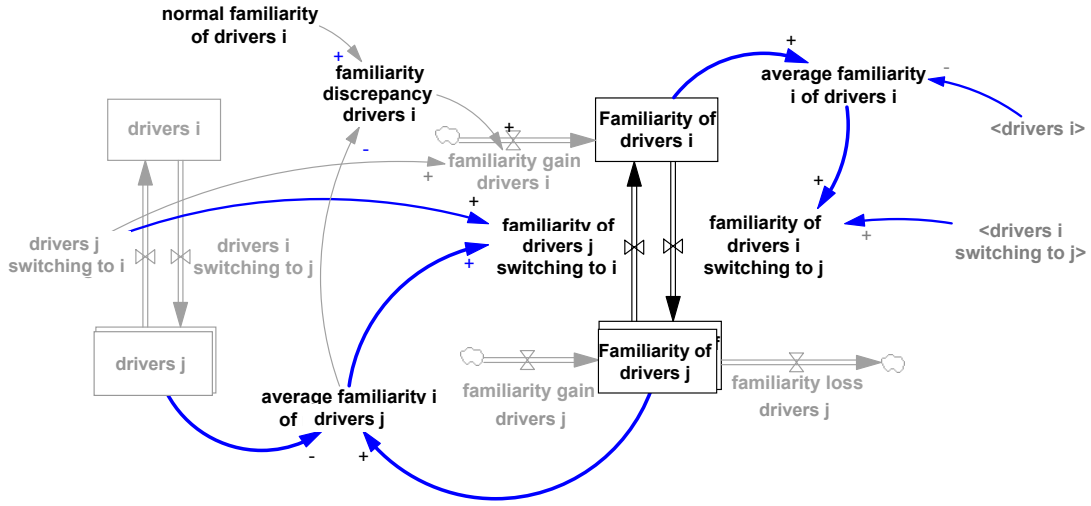 normal familiarity
of drivers i
+
familiarity
discrepancy
drivers i
-
+
average familiarity
i of drivers i
-
<drivers i>
drivers i
Familiarity of
drivers i
+
familiarity gain
drivers i
+
+
familiarity of
drivers j
switching to i
+
+
familiarity of
drivers i
switching to j
+
<drivers i
switching to j>
drivers j
switching to i
-
drivers i
switching to j
drivers j
Familiarity of
drivers j
familiarity gain
drivers j
familiarity loss
drivers j
average familiarity i
of drivers j
-
+